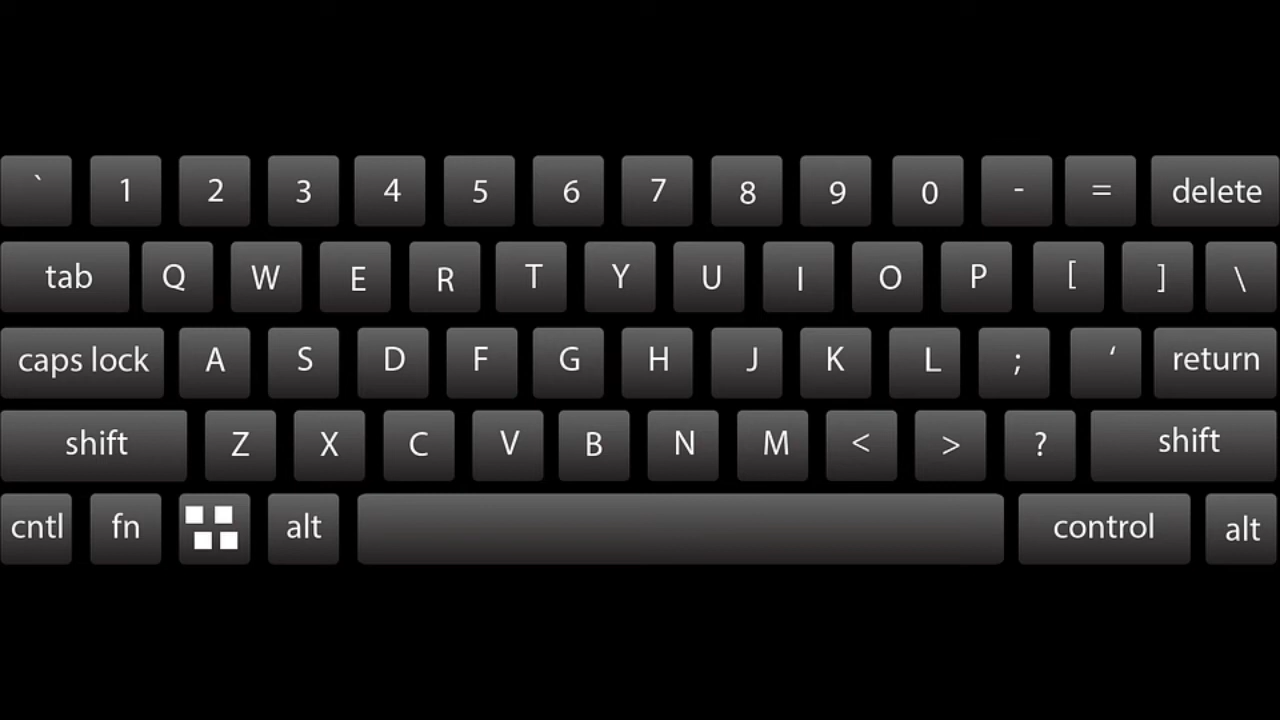 ` 1 2 3 4 5 6 7 8 9 0 - = delete
tab Q W E R T Y U I O P [ ] \
caps lock A S D F G H J K L ; ‘ return
shift Z X C V B N M < > ? shift
cntl fn alt control alt